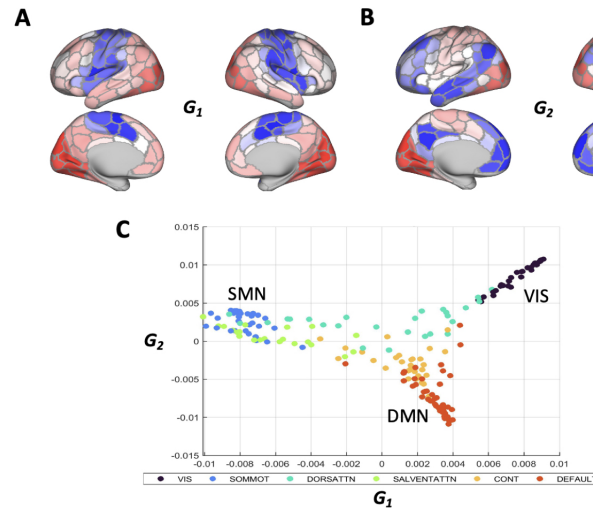 A
B
G1
G2
C
0.015
0.01
0.005
0
-0.005
-0.01
-0.015
G2
SMN
VIS
DMN
-0.01 -0.008 -0.006 -0.004 -0.002 0 0.002 0.004 0.006 0.008 0.01
VIS SOMMOT DORSATTN SALVENTATTN CONT DEFAULT
G1